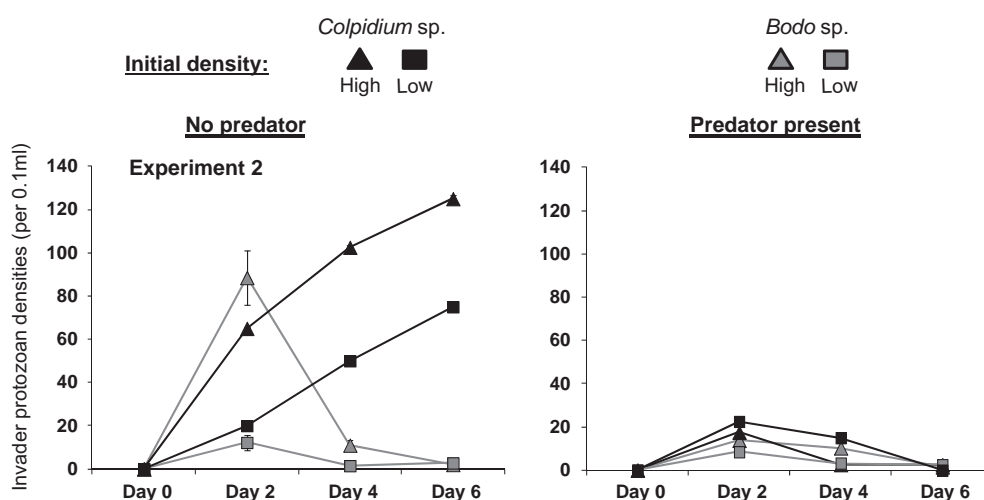 Colpidium sp.
Bodo sp.
Initial density:
High Low
High Low
No predator
Predator present
Invader protozoan densities (per 0.1ml)
Experiment 2
140
120
100
80
60
40
20
0
Day 0 Day 2 Day 4 Day 6
140
120
100
80
60
40
20
0
Day 0 Day 2 Day 4 Day 6